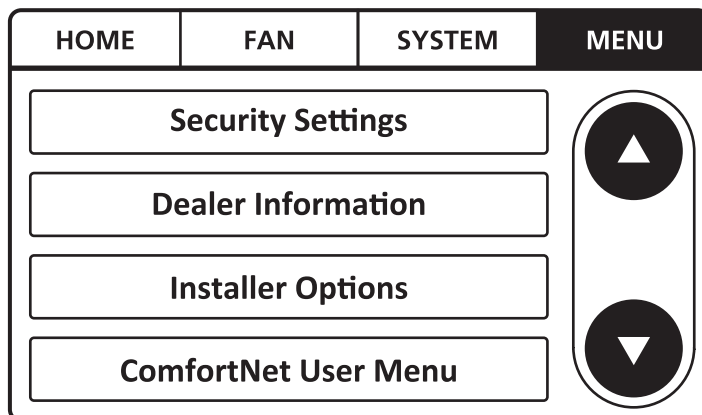 HOME FAN SYSTEM MENU
Security Settings
Dealer Information
Installer Options
ComfortNet User Menu